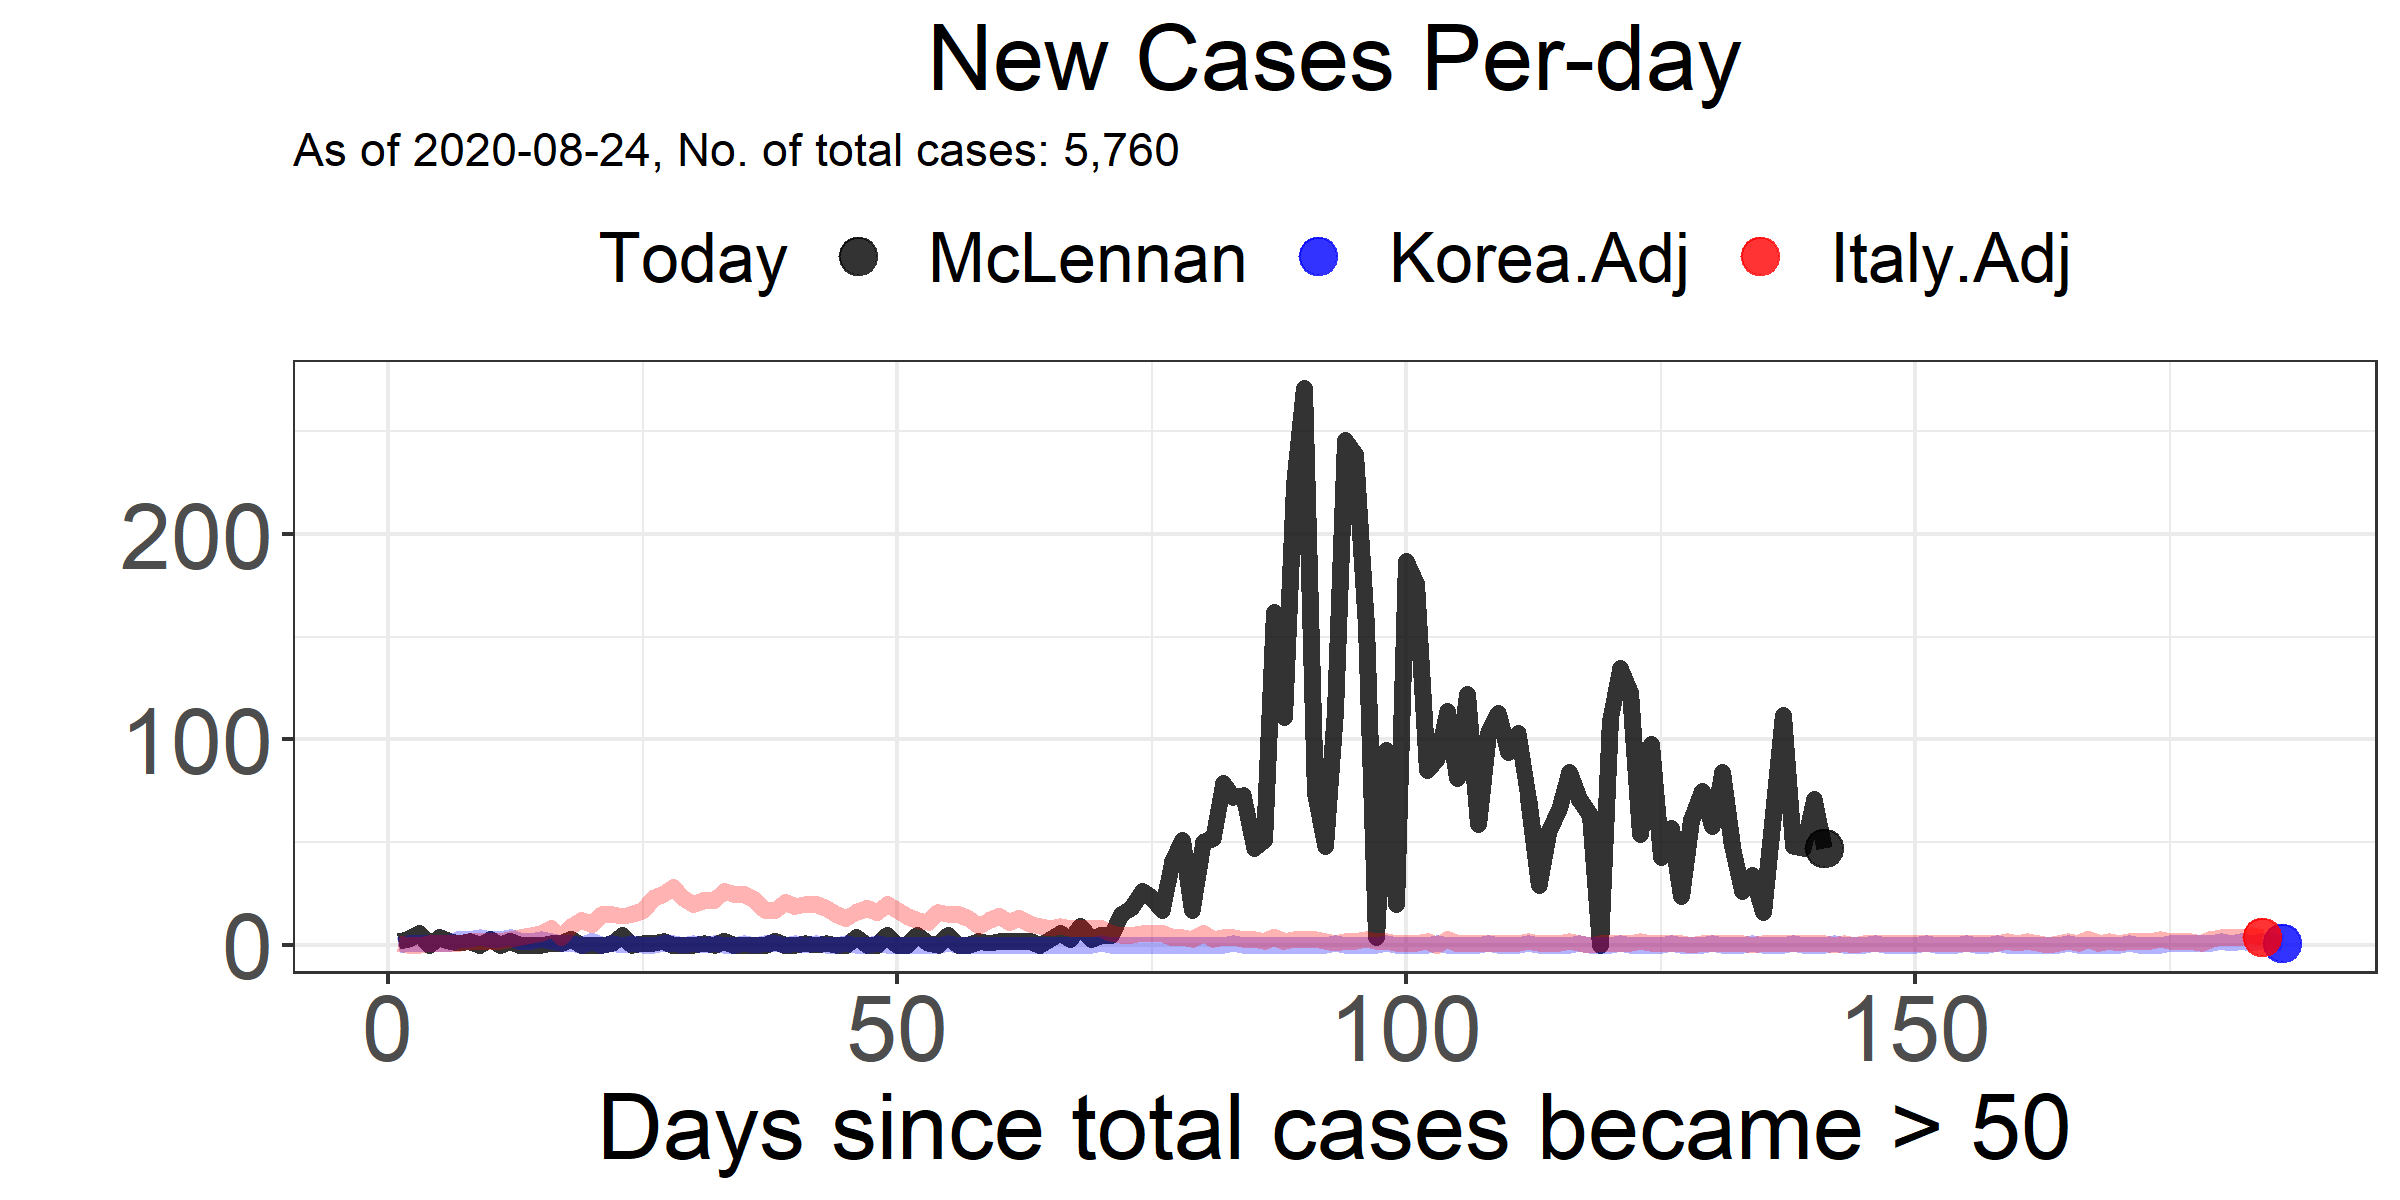 New Cases Per-day
As of 2020-08-24, No. of total cases: 5,760
Today McLennan Korea.Adj Italy.Adj
200
100
0
0 50 100 150
Days since total cases became > 50